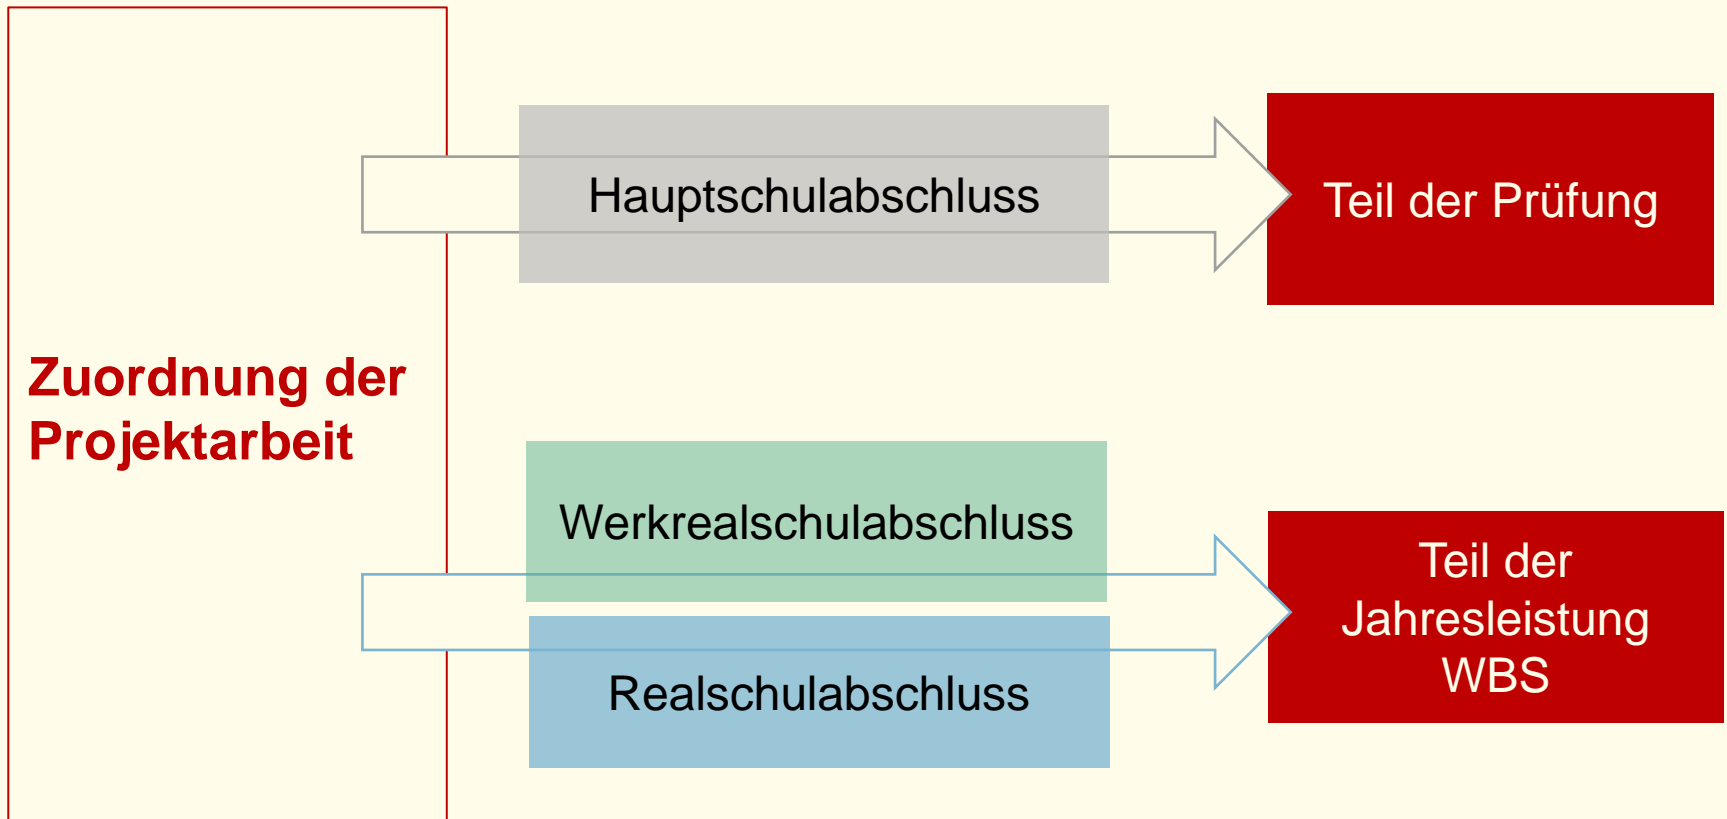 Zuordnung der
Projektarbeit
Hauptschulabschluss
Teil der Prüfung
Werkrealschulabschluss
Realschulabschluss
Teil der
Jahresleistung
WBS